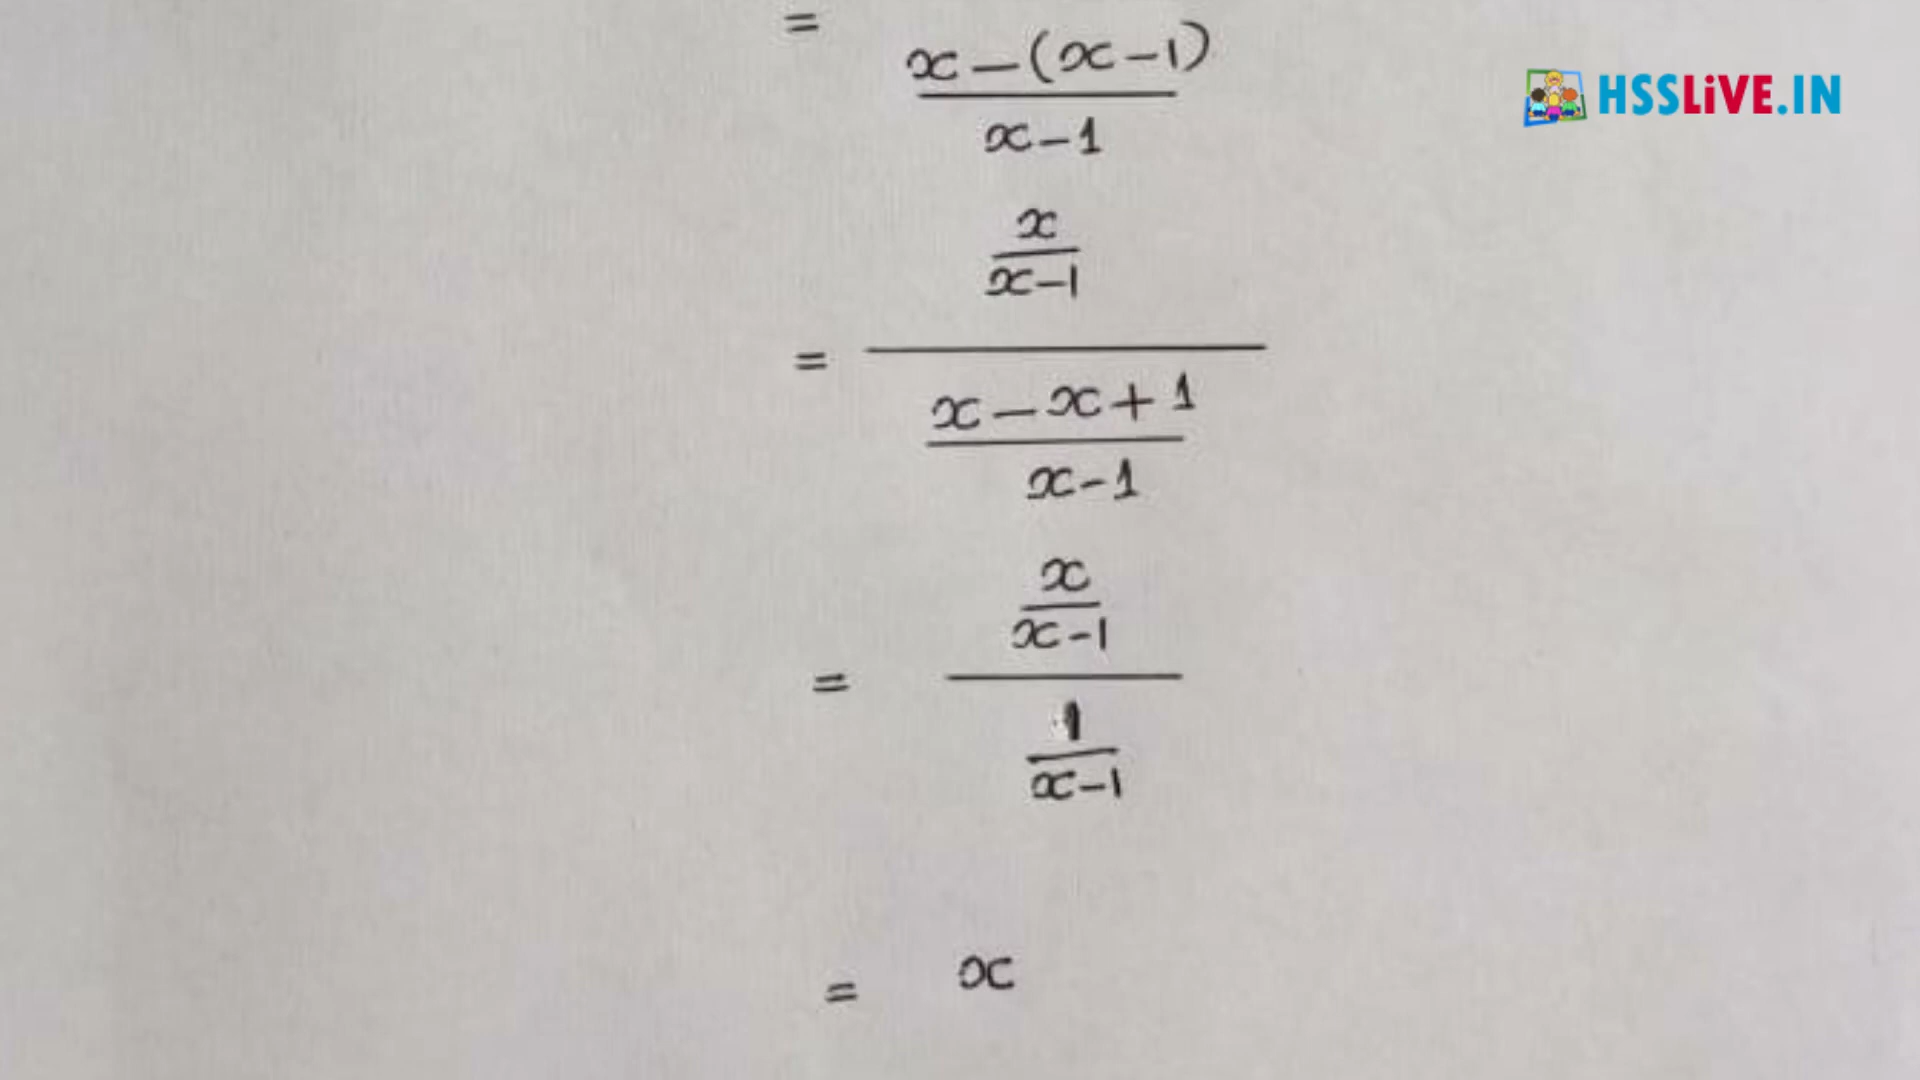 =
x – (x – 1)
x – 1
HSSLiVE.IN
x
x – 1
=
x – x + 1
x – 1
x
x – 1
=
1
x – 1
= x